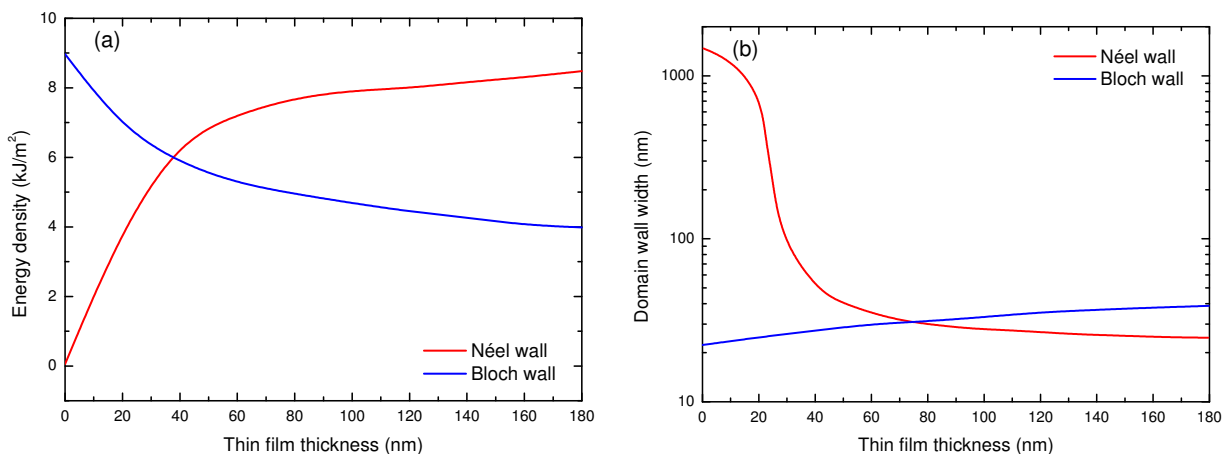 (a)
10
9
8
6
4
2
0
Energy density (kJ/m²)
Néel wall
Bloch wall
0 20 40 60 80 100 120 140 160 180
Thin film thickness (nm)
(b)
Néel wall
Bloch wall
1000
100
10
Domain wall width (nm)
0 20 40 60 80 100 120 140 160 180
Thin film thickness (nm)